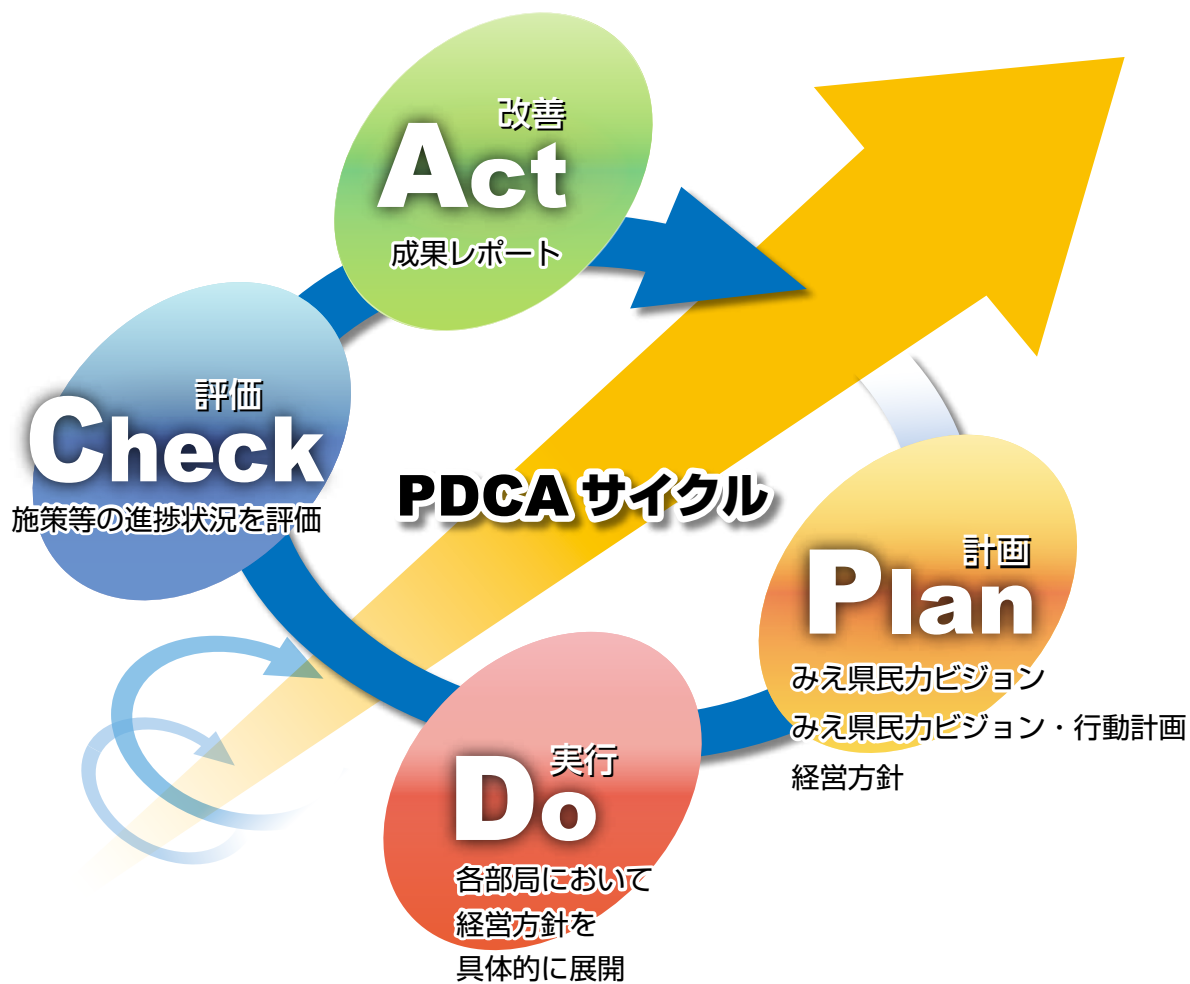 改善
Act
成果レポート
評価
Check
施策等の進捗状況を評価
PDCA サイクル
計画
Plan
みえ県民力ビジョン
みえ県民力ビジョン・行動計画
経営方針
実行
Do
各部局において
経営方針を
具体的に展開